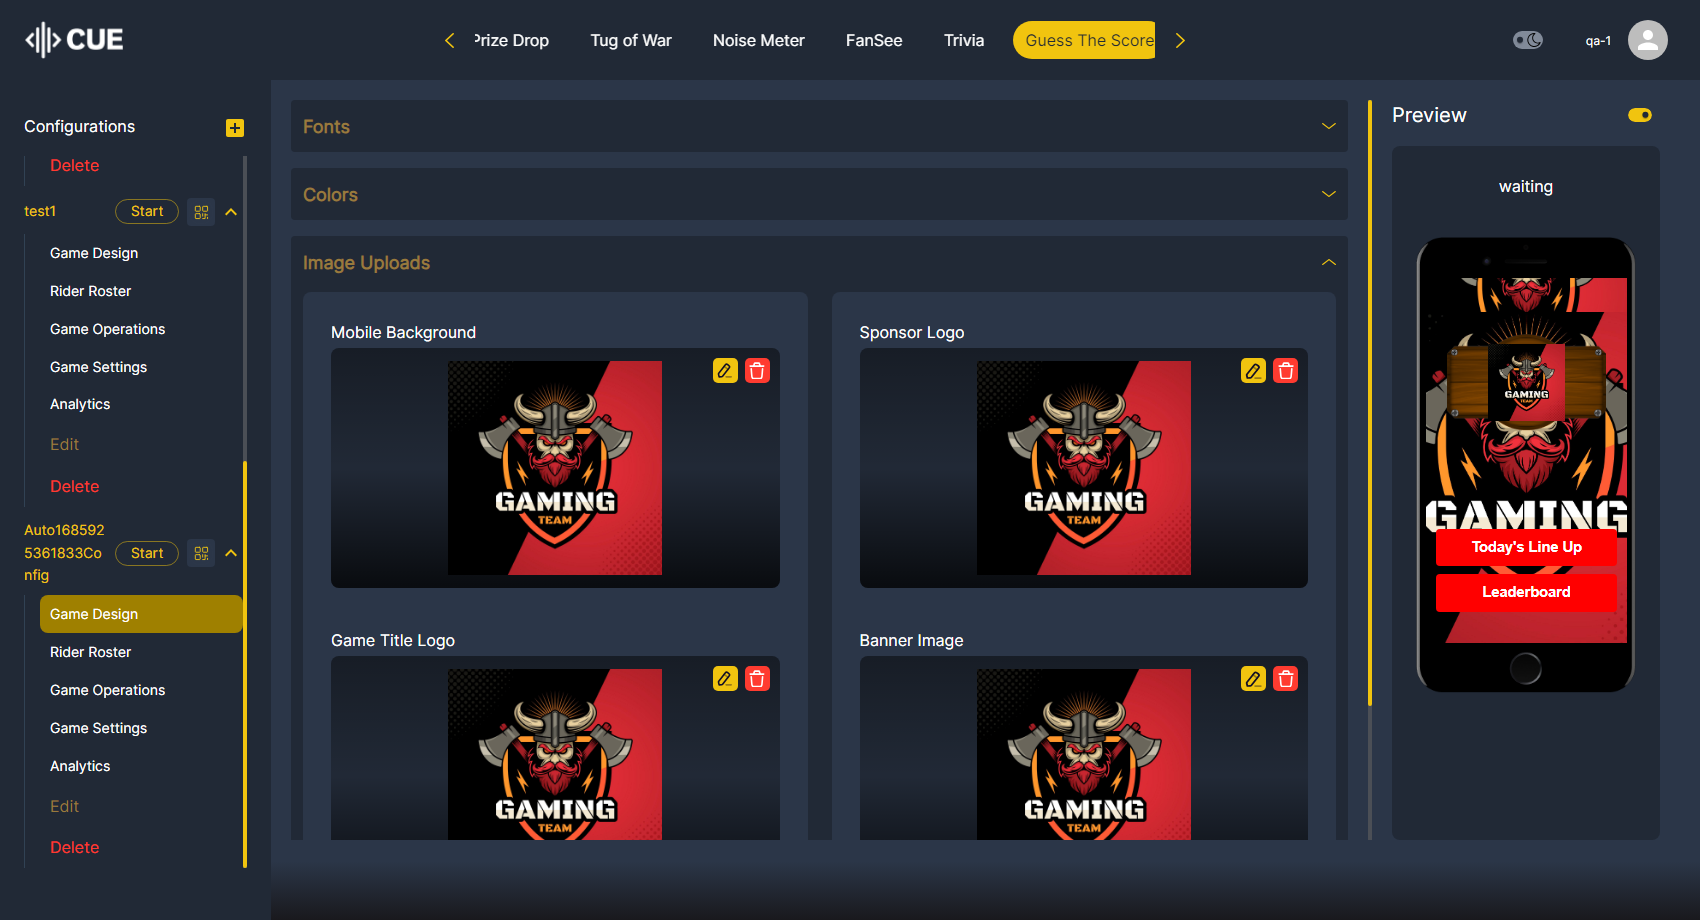 CUE
Prize Drop
Tug of War
Noise Meter
FanSee
Trivia
Guess The Score
qa-1
Configurations
Delete
test1
Start
Game Design
Rider Roster
Game Operations
Game Settings
Analytics
Edit
Delete
Auto168592
5361833Co
nfig
Start
Game Design
Rider Roster
Game Operations
Game Settings
Analytics
Edit
Delete
Fonts
Colors
Image Uploads
Mobile Background
GAMING
TEAM
Sponsor Logo
GAMING
TEAM
Game Title Logo
GAMING
TEAM
Banner Image
GAMING
TEAM
Preview
waiting
GAMING
TEAM
GAMING
Today's Line Up
Leaderboard